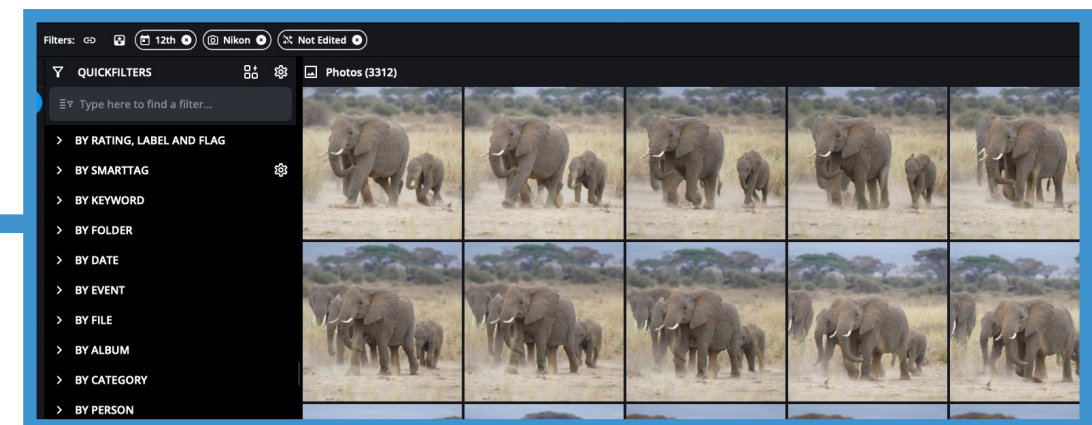 Filters: 12th Nikon Not Edited
QUICKFILTERS
Photos (3312)
Type here to find a filter...
BY RATING, LABEL AND FLAG
BY SMARTTAG
BY KEYWORD
BY FOLDER
BY DATE
BY EVENT
BY FILE
BY ALBUM
BY CATEGORY
BY PERSON